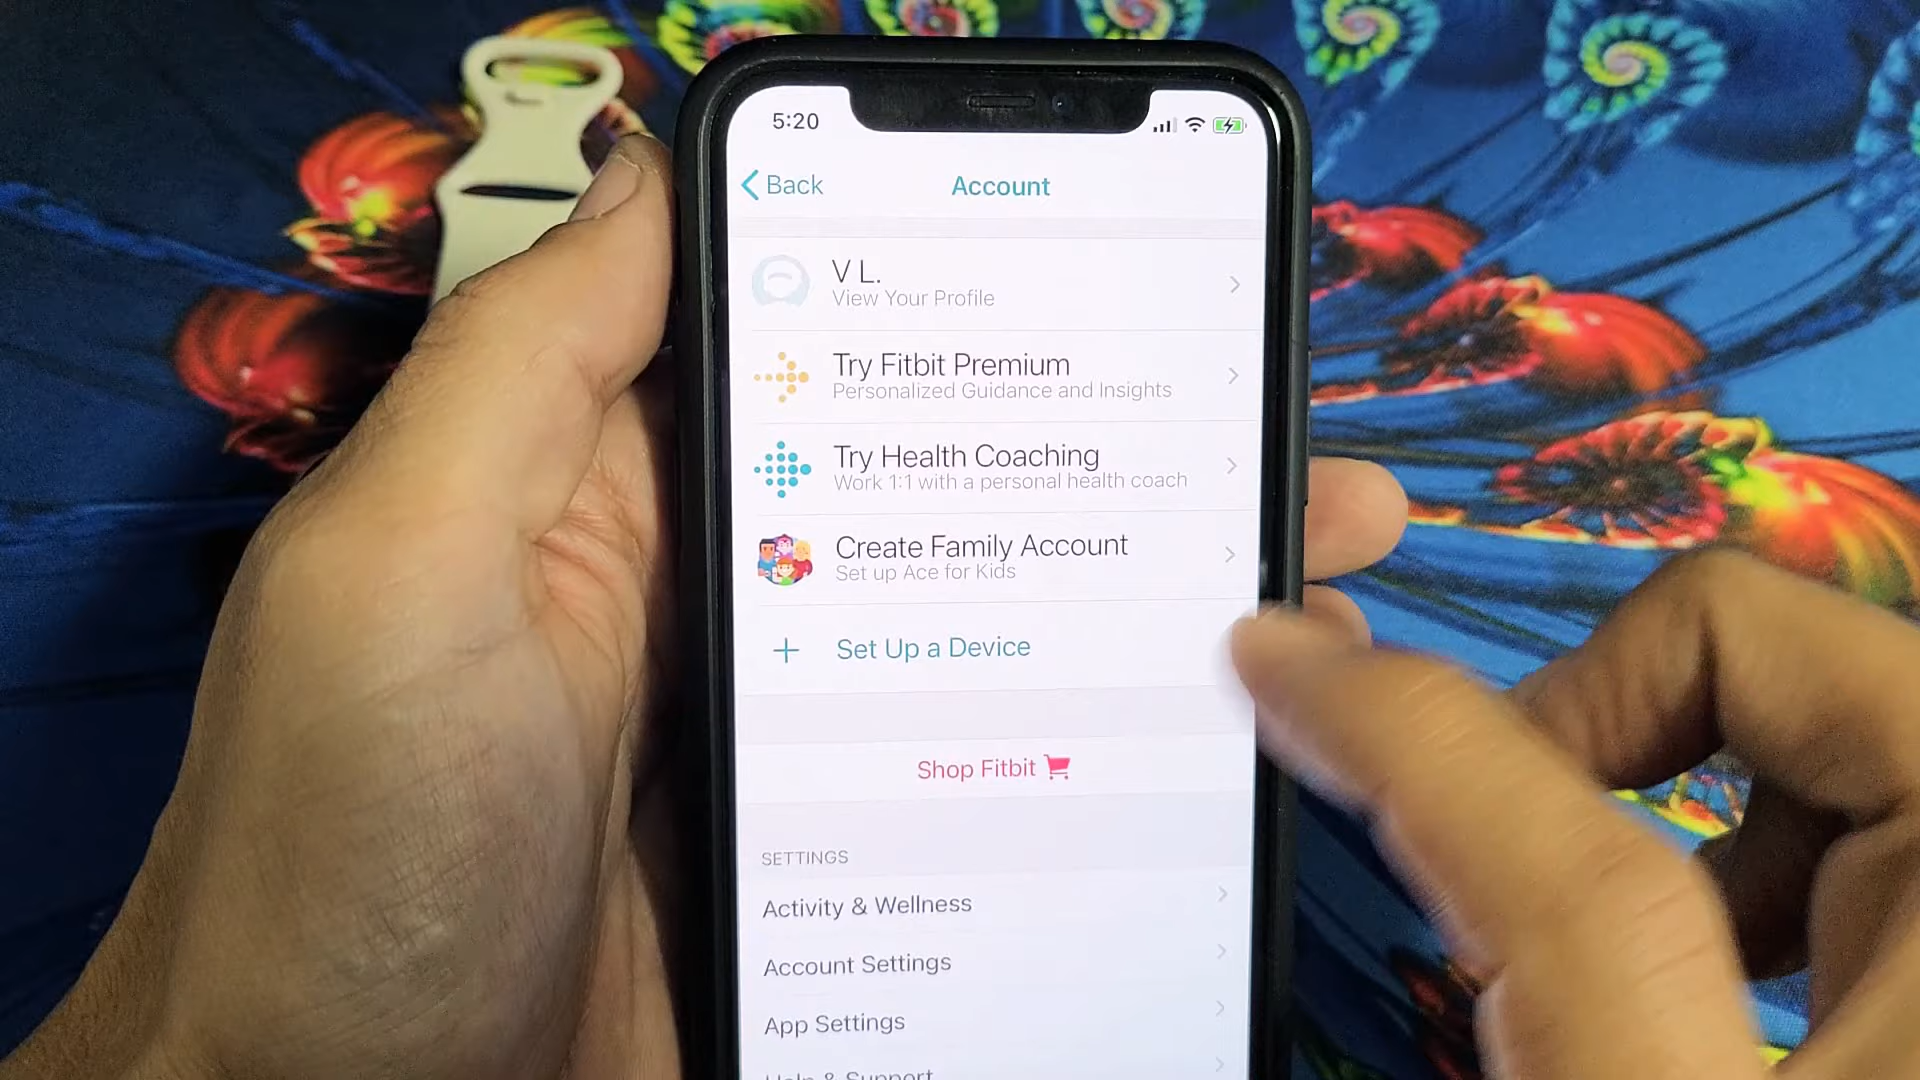 5:20
Back
Account
V L.
View Your Profile
Try Fitbit Premium
Personalized Guidance and Insights
Try Health Coaching
Work 1:1 with a personal health coach
Create Family Account
Set up Ace for Kids
+ Set Up a Device
Shop Fitbit
SETTINGS
Activity & Wellness
Account Settings
App Settings
Help & Support